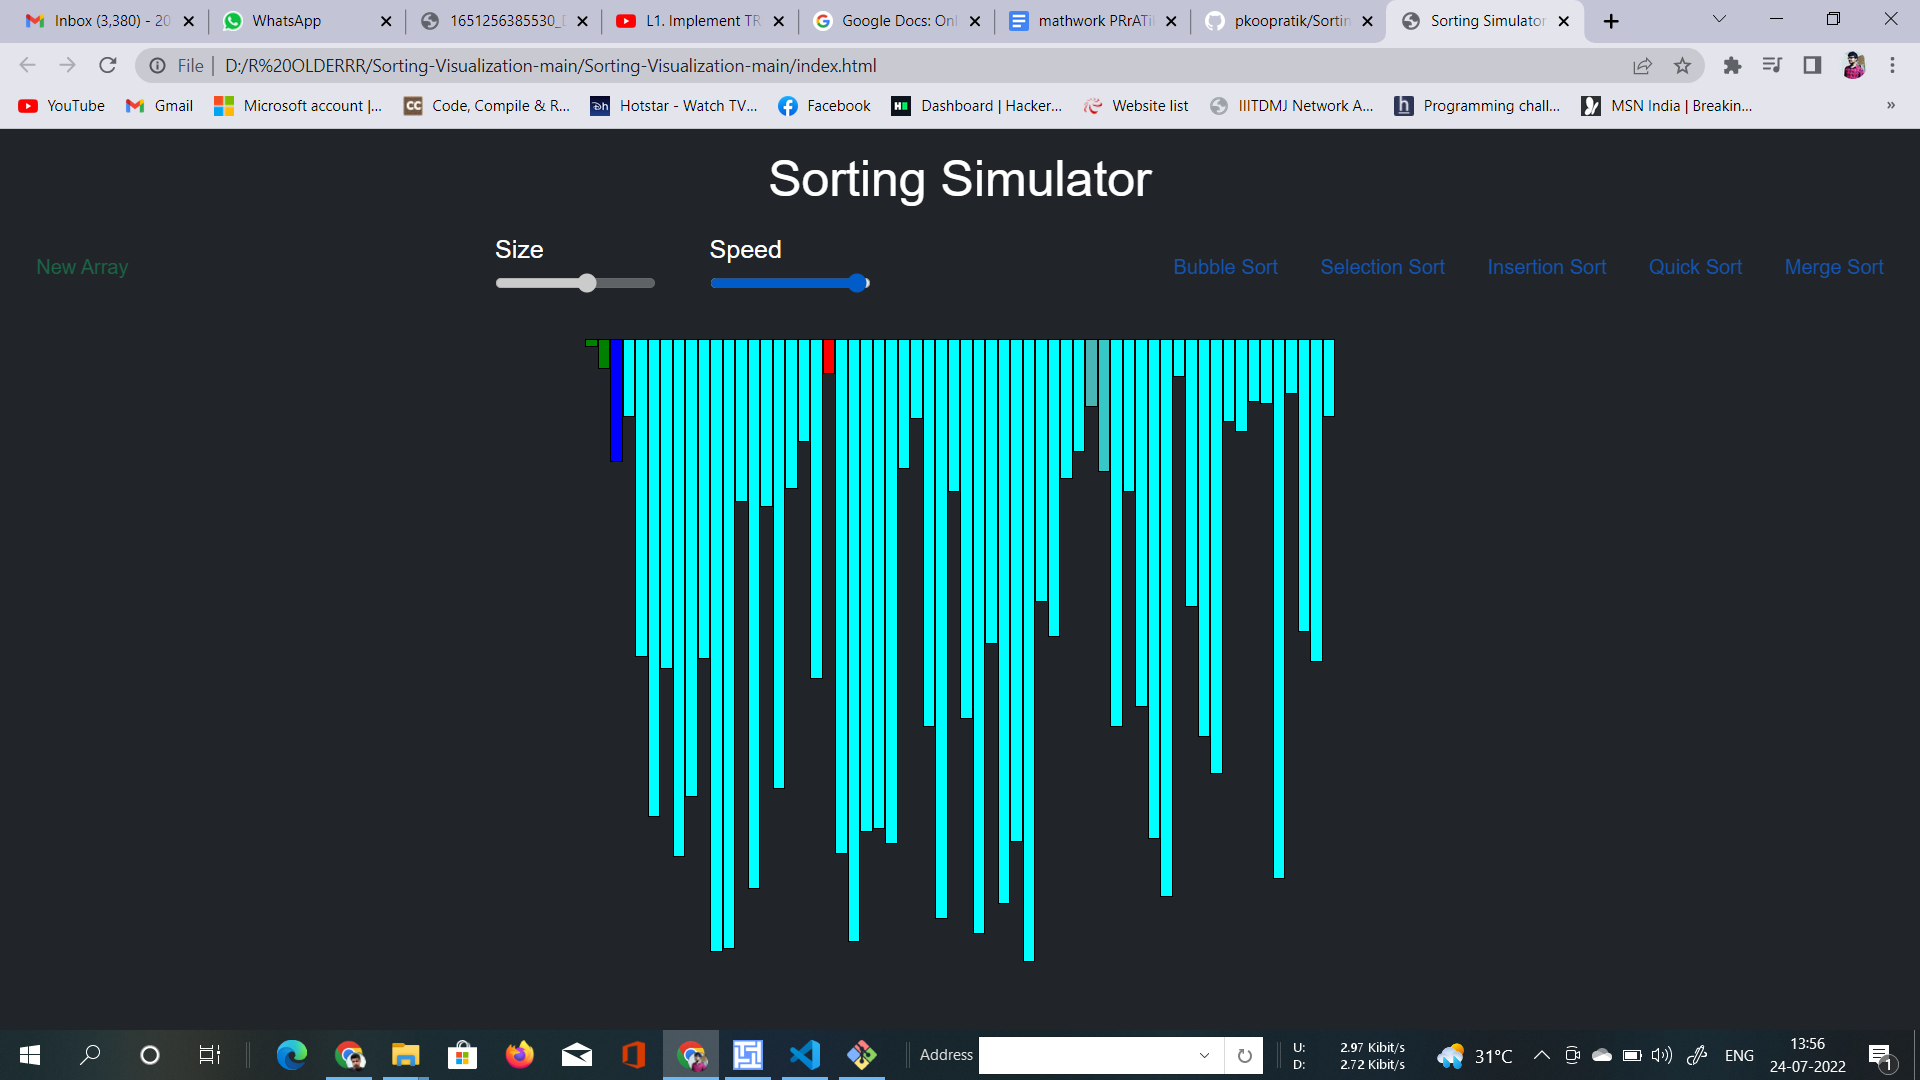 Inbox (3,380) - 20
WhatsApp
1651256385530_
L1. Implement TR
Google Docs: Onl
mathwork PRrATi
pkoopratik/Sortin
Sorting Simulator
File | D:/R%20OLDERRR/Sorting-Visualization-main/Sorting-Visualization-main/index.html
YouTube
Gmail
Microsoft account |...
Code, Compile & R...
Hotstar - Watch TV...
Facebook
Dashboard | Hacker...
Website list
IIITDMJ Network A...
Programming chall...
MSN India | Breakin...
»
Sorting Simulator
New Array
Size
Speed
Bubble Sort
Selection Sort
Insertion Sort
Quick Sort
Merge Sort
Address
U: 2.97 Kibit/s
D: 2.72 Kibit/s
31°C
ENG
13:56
24-07-2022
1